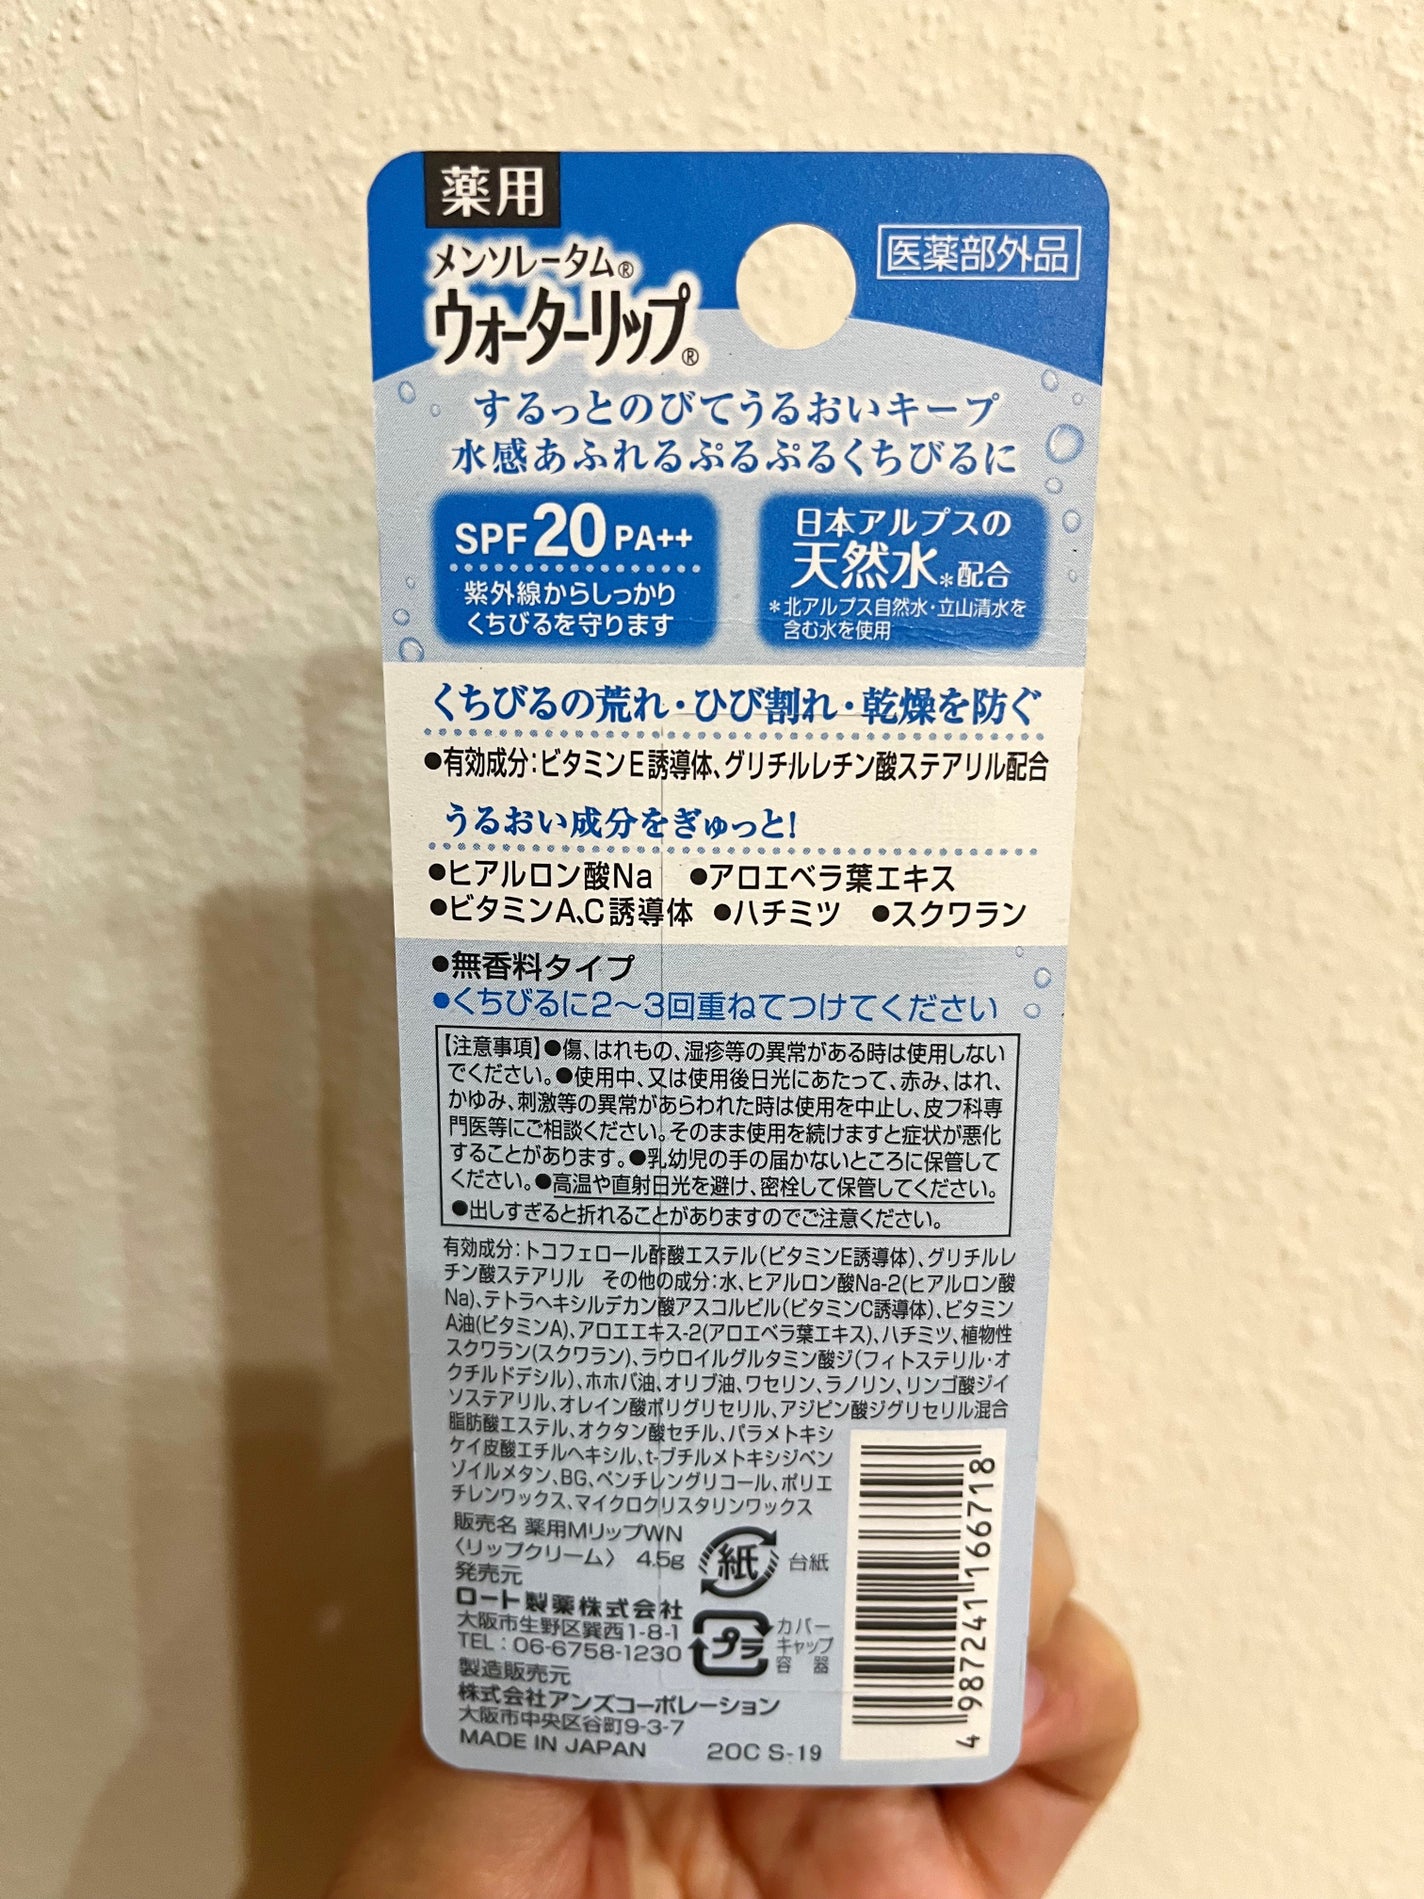 薬用
医薬部外品
メンソレータム®
ウォーターリップ®
するっとのびてうるおいキープ
水感あふれるぷるぷるくちびるに
SPF20 PA++
紫外線からしっかり
くちびるを守ります
日本アルプスの
天然水*配合
*北アルプス自然水・立山清水を
含む水を使用
くちびるの荒れ・ひび割れ・乾燥を防ぐ
●有効成分：ビタミンE誘導体、グリチルレチン酸ステアリル配合
うるおい成分をぎゅっと!
●ヒアルロン酸Na ●アロエベラ葉エキス
●ビタミンA、C誘導体 ●ハチミツ ●スクワラン
●無香料タイプ
●くちびるに2〜3回重ねてつけてください
【注意事項】●傷、はれもの、湿疹等の異常がある時は使用しない
でください。●使用中、又は使用後日光にあたって、赤み、はれ、
かゆみ、刺激等の異常があらわれた時は使用を中止し、皮フ科専
門医等にご相談ください。そのまま使用を続けますと症状が悪化
することがあります。●乳幼児の手の届かないところに保管して
ください。●高温や直射日光を避け、密栓して保管してください。
●出しすぎると折れることがありますのでご注意ください。
有効成分：トコフェロール酢酸エステル(ビタミンE誘導体)、グリチルレ
チン酸ステアリル その他の成分：水、ヒアルロン酸Na-2(ヒアルロン酸
Na)、テトラヘキシルデカン酸アスコルビル(ビタミンC誘導体)、ビタミン
A油(ビタミンA)、アロエエキス-2(アロエベラ葉エキス)、ハチミツ、植物性
スクワラン(スクワラン)、ラウロイルグルタミン酸ジ(フィトステリル・オ
クチルドデシル)、ホホバ油、オリブ油、ワセリン、ラノリン、リンゴ酸ジイ
ソステアリル、オレイン酸ポリグリセリル、アジピン酸ジグリセリル混合
脂肪酸エステル、オクタン酸セチル、パラメトキシ
ケイ皮酸エチルヘキシル、t-ブチルメトキシジベン
ゾイルメタン、BG、ペンチレングリコール、ポリエ
チレンワックス、マイクロクリスタリンワックス
販売名 薬用MリップWN
〈リップクリーム〉 4.5g
発売元
ロート製薬株式会社
大阪市生野区巽西1-8-1
TEL：06-6758-1230
製造販売元
株式会社アンズコーポレーション
大阪市中央区谷町9-3-7
MADE IN JAPAN 20C S-19
紙 台紙
プラ カバー
キャップ
容器
4 987241 166718